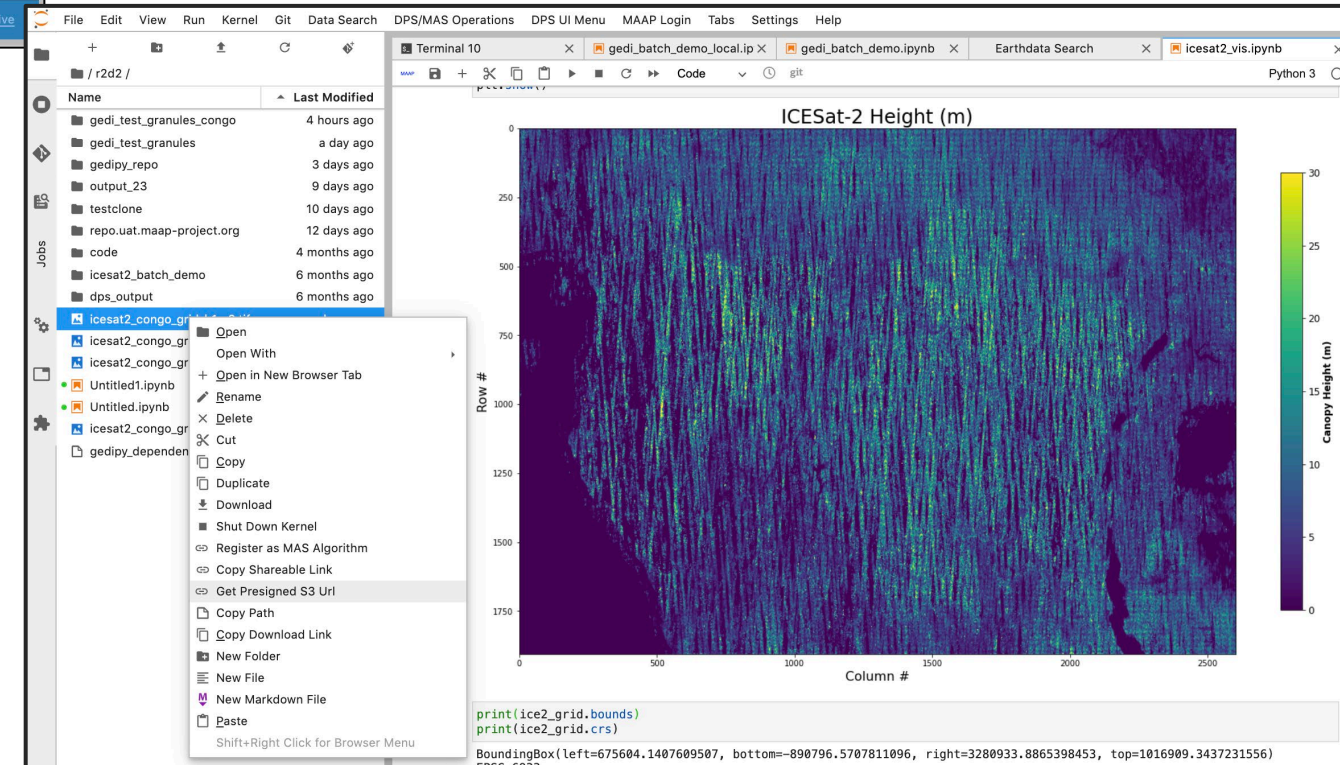 ive
File Edit View Run Kernel Git Data Search DPS/MAS Operations DPS UI Menu MAAP Login Tabs Settings Help
Terminal 10 gedi_batch_demo_local.ip gedi_batch_demo.ipynb Earthdata Search icesat2_vis.ipynb
/ r2d2 /
MAAP Code git Python 3
Name Last Modified
gedi_test_granules_congo 4 hours ago
gedi_test_granules a day ago
gedipy_repo 3 days ago
output_23 9 days ago
testclone 10 days ago
repo.uat.maap-project.org 12 days ago
code 4 months ago
icesat2_batch_demo 6 months ago
dps_output 6 months ago
icesat2_congo_gr
icesat2_congo_gr
icesat2_congo_gr
Untitled1.ipynb
Untitled.ipynb
icesat2_congo_gr
gedipy_dependen
Jobs
Open
Open With
Open in New Browser Tab
Rename
Delete
Cut
Copy
Duplicate
Download
Shut Down Kernel
Register as MAS Algorithm
Copy Shareable Link
Get Presigned S3 Url
Copy Path
Copy Download Link
New Folder
New File
New Markdown File
Paste
Shift+Right Click for Browser Menu
plt.show()
ICESat-2 Height (m)
0
250
500
750
1000
1250
1500
1750
Row #
0 500 1000 1500 2000 2500
Column #
30
25
20
15
10
5
0
Canopy Height (m)
print(ice2_grid.bounds)
print(ice2_grid.crs)
BoundingBox(left=675604.1407609507, bottom=-890796.5707811096, right=3280933.8865398453, top=1016909.3437231556)